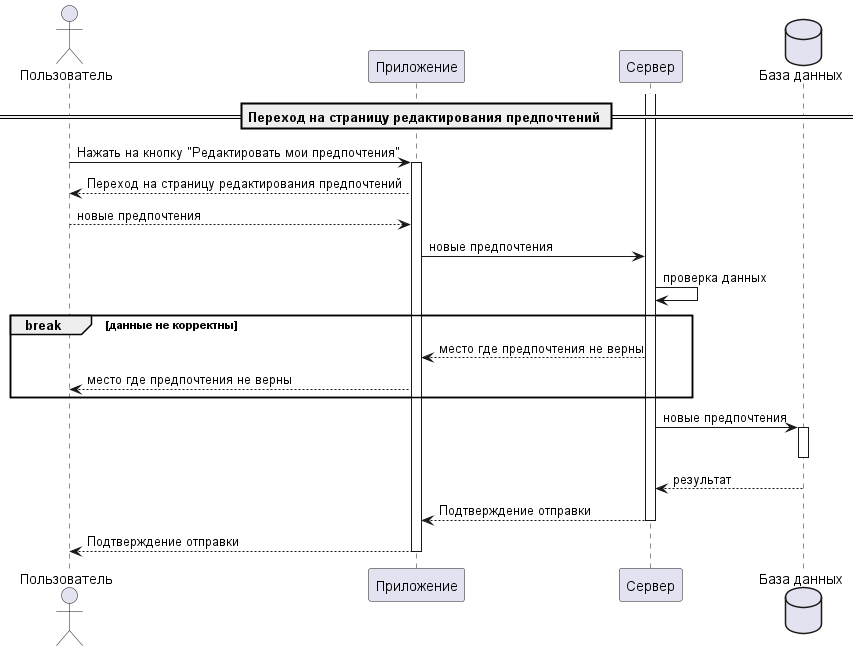 Пользователь
Приложение
Сервер
База данных
Переход на страницу редактирования предпочтений
Нажать на кнопку "Редактировать мои предпочтения"
Переход на страницу редактирования предпочтений
новые предпочтения
новые предпочтения
проверка данных
break [данные не корректны]
место где предпочтения не верны
место где предпочтения не верны
новые предпочтения
результат
Подтверждение отправки
Подтверждение отправки
Пользователь
Приложение
Сервер
База данных